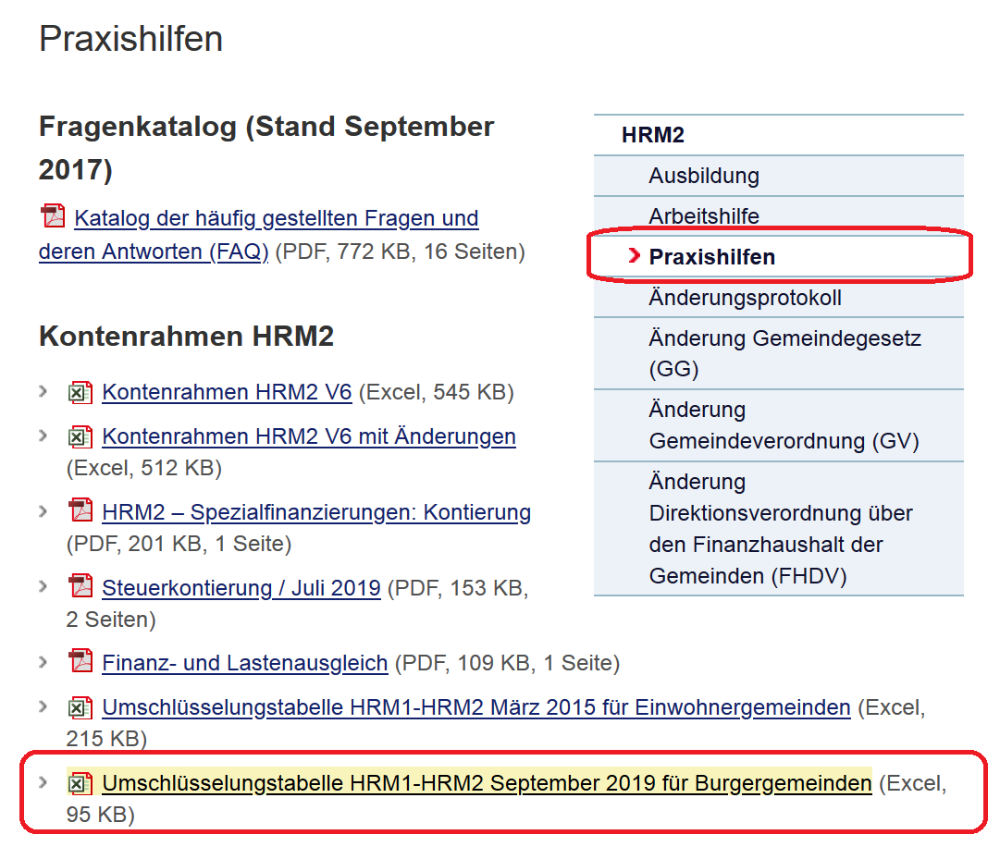 Praxishilfen
Fragenkatalog (Stand September
2017)
Katalog der häufig gestellten Fragen und
deren Antworten (FAQ) (PDF, 772 KB, 16 Seiten)
Kontenrahmen HRM2
Kontenrahmen HRM2 V6 (Excel, 545 KB)
Kontenrahmen HRM2 V6 mit Änderungen
(Excel, 512 KB)
HRM2 – Spezialfinanzierungen: Kontierung
(PDF, 201 KB, 1 Seite)
Steuerkontierung / Juli 2019 (PDF, 153 KB,
2 Seiten)
Finanz- und Lastenausgleich (PDF, 109 KB, 1 Seite)
Umschlüsselungstabelle HRM1-HRM2 März 2015 für Einwohnergemeinden (Excel,
215 KB)
Umschlüsselungstabelle HRM1-HRM2 September 2019 für Burgergemeinden (Excel,
95 KB)
HRM2
Ausbildung
Arbeitshilfe
Praxishilfen
Änderungsprotokoll
Änderung Gemeindegesetz
(GG)
Änderung
Gemeindeverordnung (GV)
Änderung
Direktionsverordnung über
den Finanzhaushalt der
Gemeinden (FHDV)